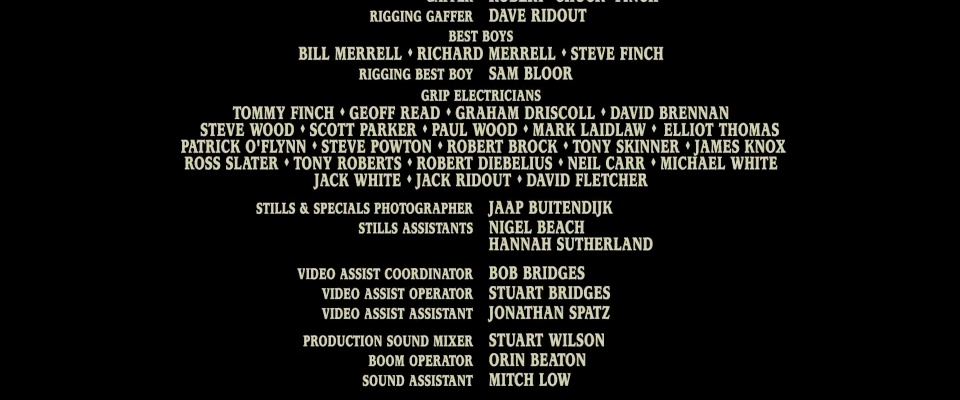 RIGGING GAFFER DAVE RIDOUT
BEST BOYS
BILL MERRELL ♦ RICHARD MERRELL ♦ STEVE FINCH
RIGGING BEST BOY SAM BLOOR
GRIP ELECTRICIANS
TOMMY FINCH ♦ GEOFF READ ♦ GRAHAM DRISCOLL ♦ DAVID BRENNAN
STEVE WOOD ♦ SCOTT PARKER ♦ PAUL WOOD ♦ MARK LAIDLAW ♦ ELLIOT THOMAS
PATRICK O'FLYNN ♦ STEVE POWTON ♦ ROBERT BROCK ♦ TONY SKINNER ♦ JAMES KNOX
ROSS SLATER ♦ TONY ROBERTS ♦ ROBERT DIEBELIUS ♦ NEIL CARR ♦ MICHAEL WHITE
JACK WHITE ♦ JACK RIDOUT ♦ DAVID FLETCHER
STILLS & SPECIALS PHOTOGRAPHER JAAP BUITENDIJK
STILLS ASSISTANTS NIGEL BEACH
HANNAH SUTHERLAND
VIDEO ASSIST COORDINATOR BOB BRIDGES
VIDEO ASSIST OPERATOR STUART BRIDGES
VIDEO ASSIST ASSISTANT JONATHAN SPATZ
PRODUCTION SOUND MIXER STUART WILSON
BOOM OPERATOR ORIN BEATON
SOUND ASSISTANT MITCH LOW